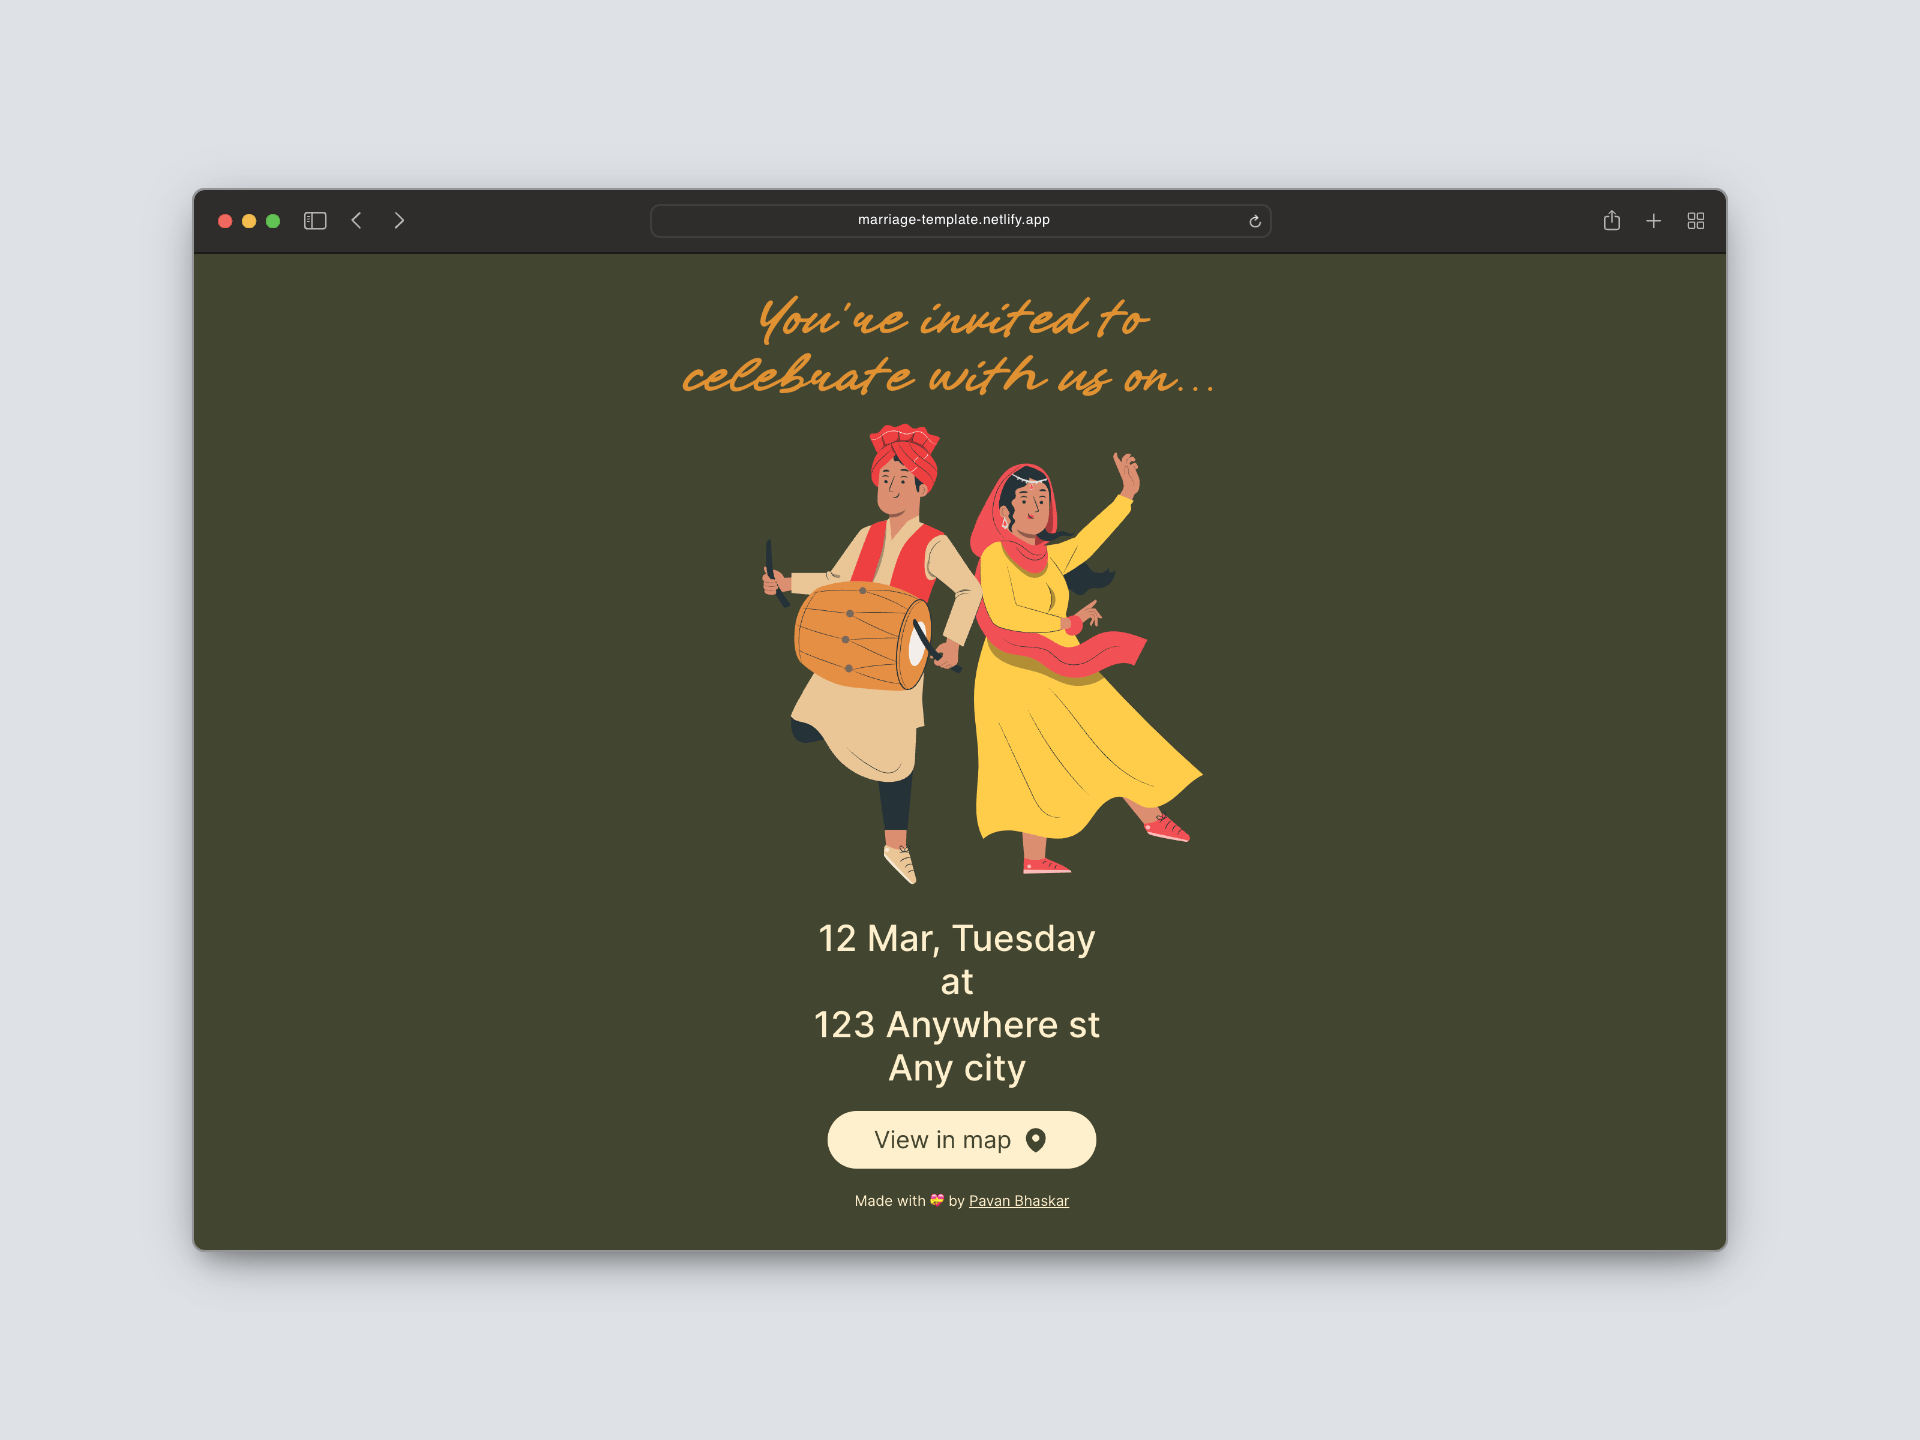 marriage-template.netlify.app
You're invited to
celebrate with us on...
12 Mar, Tuesday
at
123 Anywhere st
Any city
View in map
Made with 💝 by Pavan Bhaskar